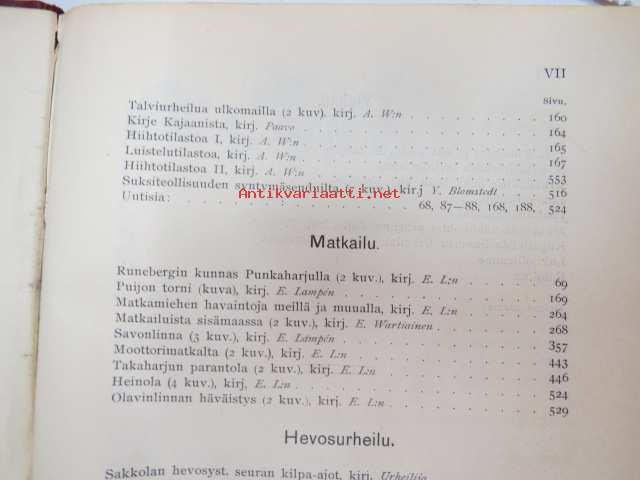 VII
Sivu.
Talviurheilua ulkomailla (2 kuv), kirj. A. W:n 160
Kirje Kajaanista, kirj. Paavo 164
Hiihtotilastoa I, kirj. A. W:n 165
Luistelutilastoa, kirj. A. W:n 167
Hiihtotilastoa II, kirj. A. W:n 553
Suksiteollisuuden syntymäseuduilta kuv.), kirj Y. Blomstedt 516
Uutisia: 68, 87—88, 168, 188, 524
Antikvariaatti.net
Matkailu.
Runebergin kunnas Punkaharjulla (2 kuv.), kirj. E. L:n 69
Puijon torni (kuva), kirj. E. Lampén 169
Matkamiehen havaintoja meillä ja muualla, kirj. E. L:n 264
Matkailuista sisämaassa (2 kuv.), kirj. E. Wartiainen 268
Savonlinna (3 kuv.), kirj. E. Lampén 357
Moottorimatkalta (2 kuv.), kirj. E. L:n 443
Takaharjun parantola (2 kuv.), kirj. E. L:n 446
Heinola (4 kuv.), kirj, E. L:n 524
Olavinlinnan häväistys (2 kuv.), kirj. E. L:n 529
Hevosurheilu.
Sakkolan hevosyst. seuran kilpa-ajot, kirj. Urheilija